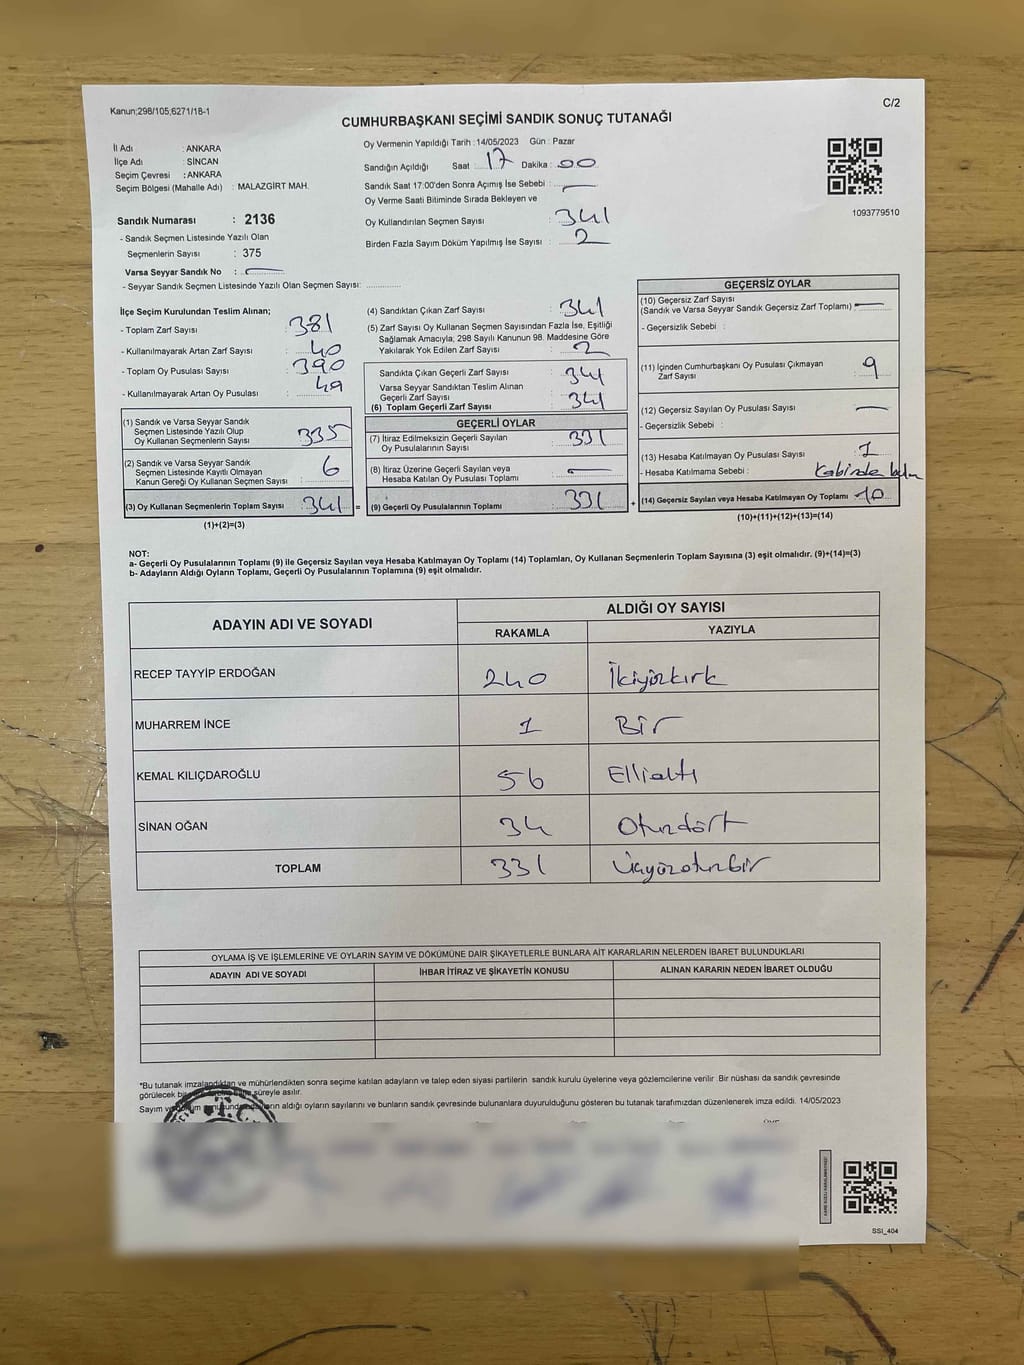 Kanun;298/105;6271/18-1
C/2
CUMHURBAŞKANI SEÇİMİ SANDIK SONUÇ TUTANAĞI
İl Adı : ANKARA
İlçe Adı : SİNCAN
Seçim Çevresi : ANKARA
Seçim Bölgesi (Mahalle Adı) : MALAZGİRT MAH.
Sandık Numarası : 2136
- Sandık Seçmen Listesinde Yazılı Olan
Seçmenlerin Sayısı : 375
Varsa Seyyar Sandık No :
- Seyyar Sandık Seçmen Listesinde Yazılı Olan Seçmen Sayısı:
Oy Vermenin Yapıldığı Tarih : 14/05/2023 Gün : Pazar
Sandığın Açıldığı Saat : 17 Dakika : 00
Sandık Saat 17:00'den Sonra Açımış İse Sebebi :
Oy Verme Saati Bitiminde Sırada Bekleyen ve
Oy Kullandırılan Seçmen Sayısı : 341
Birden Fazla Sayım Döküm Yapılmış İse Sayısı : 2
1093779510
İlçe Seçim Kurulundan Teslim Alınan;
- Toplam Zarf Sayısı : 381
- Kullanılmayarak Artan Zarf Sayısı : 40
- Toplam Oy Pusulası Sayısı : 390
- Kullanılmayarak Artan Oy Pusulası : 49
(1) Sandık ve Varsa Seyyar Sandık
Seçmen Listesinde Yazılı Olup
Oy Kullanan Seçmenlerin Sayısı : 335
(2) Sandık ve Varsa Seyyar Sandık
Seçmen Listesinde Kayıtlı Olmayan
Kanun Gereği Oy Kullanan Seçmen Sayısı : 6
(3) Oy Kullanan Seçmenlerin Toplam Sayısı : 341 =
(1)+(2)=(3)
(4) Sandıktan Çıkan Zarf Sayısı : 341
(5) Zarf Sayısı Oy Kullanan Seçmen Sayısından Fazla İse, Eşitliği
Sağlamak Amacıyla, 298 Sayılı Kanunun 98. Maddesine Göre
Yakılarak Yok Edilen Zarf Sayısı : 2
Sandıkta Çıkan Geçerli Zarf Sayısı : 341
Varsa Seyyar Sandıktan Teslim Alınan
Geçerli Zarf Sayısı :
(6) Toplam Geçerli Zarf Sayısı : 341
GEÇERLİ OYLAR
(7) İtiraz Edilmeksizin Geçerli Sayılan
Oy Pusulalarının Sayısı : 331
(8) İtiraz Üzerine Geçerli Sayılan veya
Hesaba Katılan Oy Pusulası Toplamı :
(9) Geçerli Oy Pusulalarının Toplamı : 331 +
GEÇERSİZ OYLAR
(10) Geçersiz Zarf Sayısı
(Sandık ve Varsa Seyyar Sandık Geçersiz Zarf Toplamı) :
- Geçersizlik Sebebi :
(11) İçinden Cumhurbaşkanı Oy Pusulası Çıkmayan
Zarf Sayısı : 9
(12) Geçersiz Sayılan Oy Pusulası Sayısı :
- Geçersizlik Sebebi :
(13) Hesaba Katılmayan Oy Pusulası Sayısı : 1
- Hesaba Katılmama Sebebi : Kabinde
(14) Geçersiz Sayılan veya Hesaba Katılmayan Oy Toplamı : 10
(10)+(11)+(12)+(13)=(14)
NOT:
a- Geçerli Oy Pusulalarının Toplamı (9) ile Geçersiz Sayılan veya Hesaba Katılmayan Oy Toplamı (14) Toplamları, Oy Kullanan Seçmenlerin Toplam Sayısına (3) eşit olmalıdır. (9)+(14)=(3)
b- Adayların Aldığı Oyların Toplamı, Geçerli Oy Pusulalarının Toplamına (9) eşit olmalıdır.
ADAYIN ADI VE SOYADI
ALDIĞI OY SAYISI
RAKAMLA YAZIYLA
RECEP TAYYİP ERDOĞAN 240 İkiyüzkırk
MUHARREM İNCE 1 Bir
KEMAL KILIÇDAROĞLU 56 Ellialtı
SİNAN OĞAN 34 Otuzdört
TOPLAM 331 Üçyüzotuzbir
OYLAMA İŞ VE İŞLEMLERİNE VE OYLARIN SAYIM VE DÖKÜMÜNE DAİR ŞİKAYETLERLE BUNLARA AİT KARARLARIN NELERDEN İBARET BULUNDUKLARI
ADAYIN ADI VE SOYADI İHBAR İTİRAZ VE ŞİKAYETİN KONUSU ALINAN KARARIN NEDEN İBARET OLDUĞU
*Bu tutanak imzalandıktan ve mühürlendikten sonra seçime katılan adayların ve talep eden siyasi partilerin sandık kurulu üyelerine veya gözlemcilerine verilir .Bir nüshası da sandık çevresinde
görülecek bir süreyle asılır.
Sayım ve aldığı oyların sayılarını ve bunların sandık çevresinde bulunanlara duyurulduğunu gösteren bu tutanak tarafımızdan düzenlenerek imza edildi. 14/05/2023
SSI_404